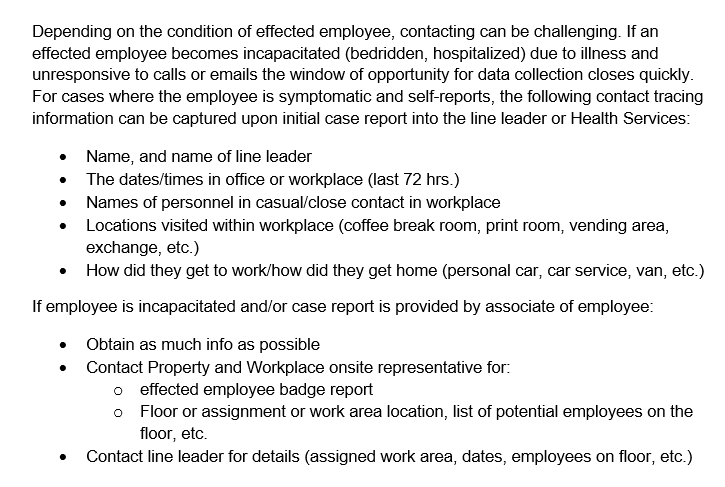 Depending on the condition of effected employee, contacting can be challenging. If an
effected employee becomes incapacitated (bedridden, hospitalized) due to illness and
unresponsive to calls or emails the window of opportunity for data collection closes quickly.
For cases where the employee is symptomatic and self-reports, the following contact tracing
information can be captured upon initial case report into the line leader or Health Services:
• Name, and name of line leader
• The dates/times in office or workplace (last 72 hrs.)
• Names of personnel in casual/close contact in workplace
• Locations visited within workplace (coffee break room, print room, vending area,
exchange, etc.)
• How did they get to work/how did they get home (personal car, car service, van, etc.)
If employee is incapacitated and/or case report is provided by associate of employee:
• Obtain as much info as possible
• Contact Property and Workplace onsite representative for:
o effected employee badge report
o Floor or assignment or work area location, list of potential employees on the
floor, etc.
• Contact line leader for details (assigned work area, dates, employees on floor, etc.)